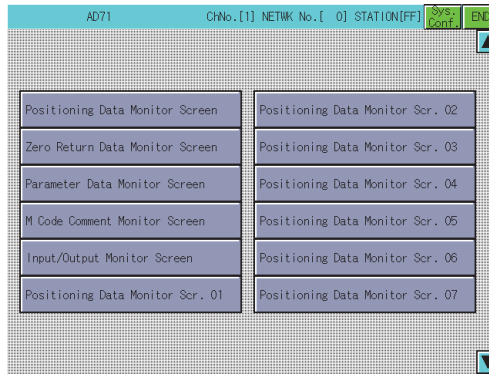 AD71 ChNo.[1] NETWK No.[ 0] STATION[FF] Sys. Conf. END
Positioning Data Monitor Screen
Zero Return Data Monitor Screen
Parameter Data Monitor Screen
M Code Comment Monitor Screen
Input/Output Monitor Screen
Positioning Data Monitor Scr. 01
Positioning Data Monitor Scr. 02
Positioning Data Monitor Scr. 03
Positioning Data Monitor Scr. 04
Positioning Data Monitor Scr. 05
Positioning Data Monitor Scr. 06
Positioning Data Monitor Scr. 07